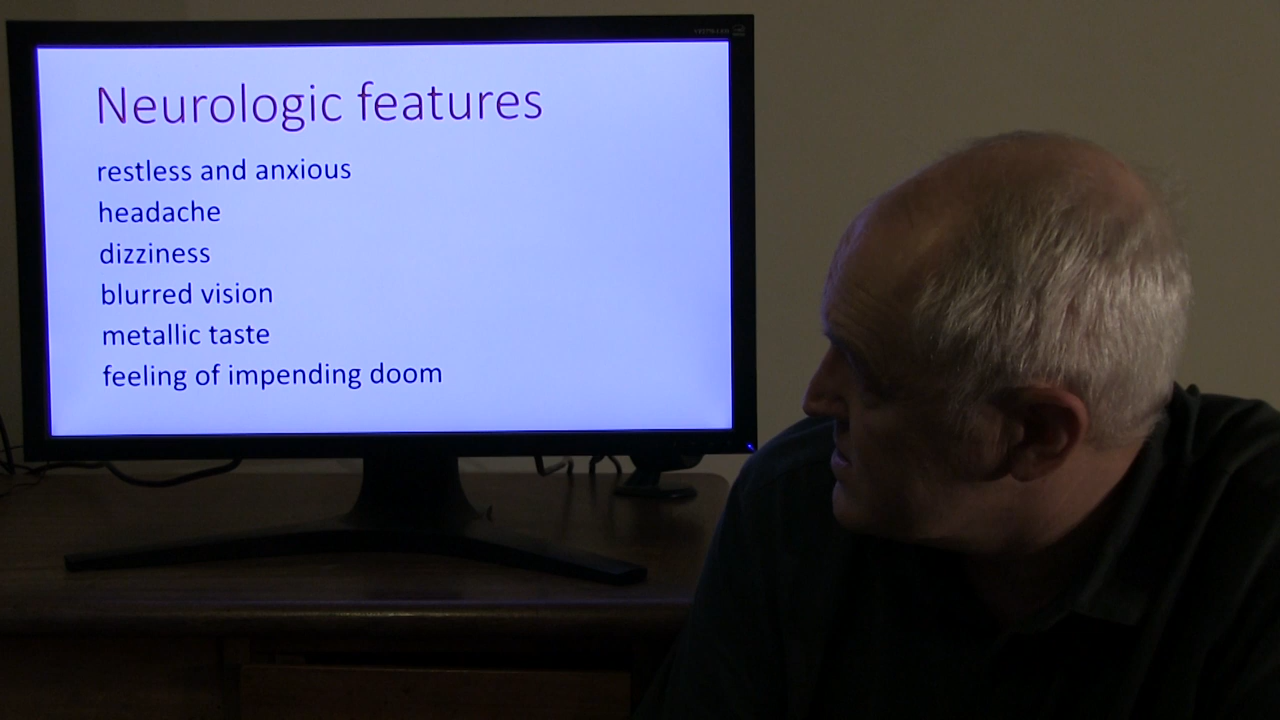 Neurologic features
restless and anxious
headache
dizziness
blurred vision
metallic taste
feeling of impending doom